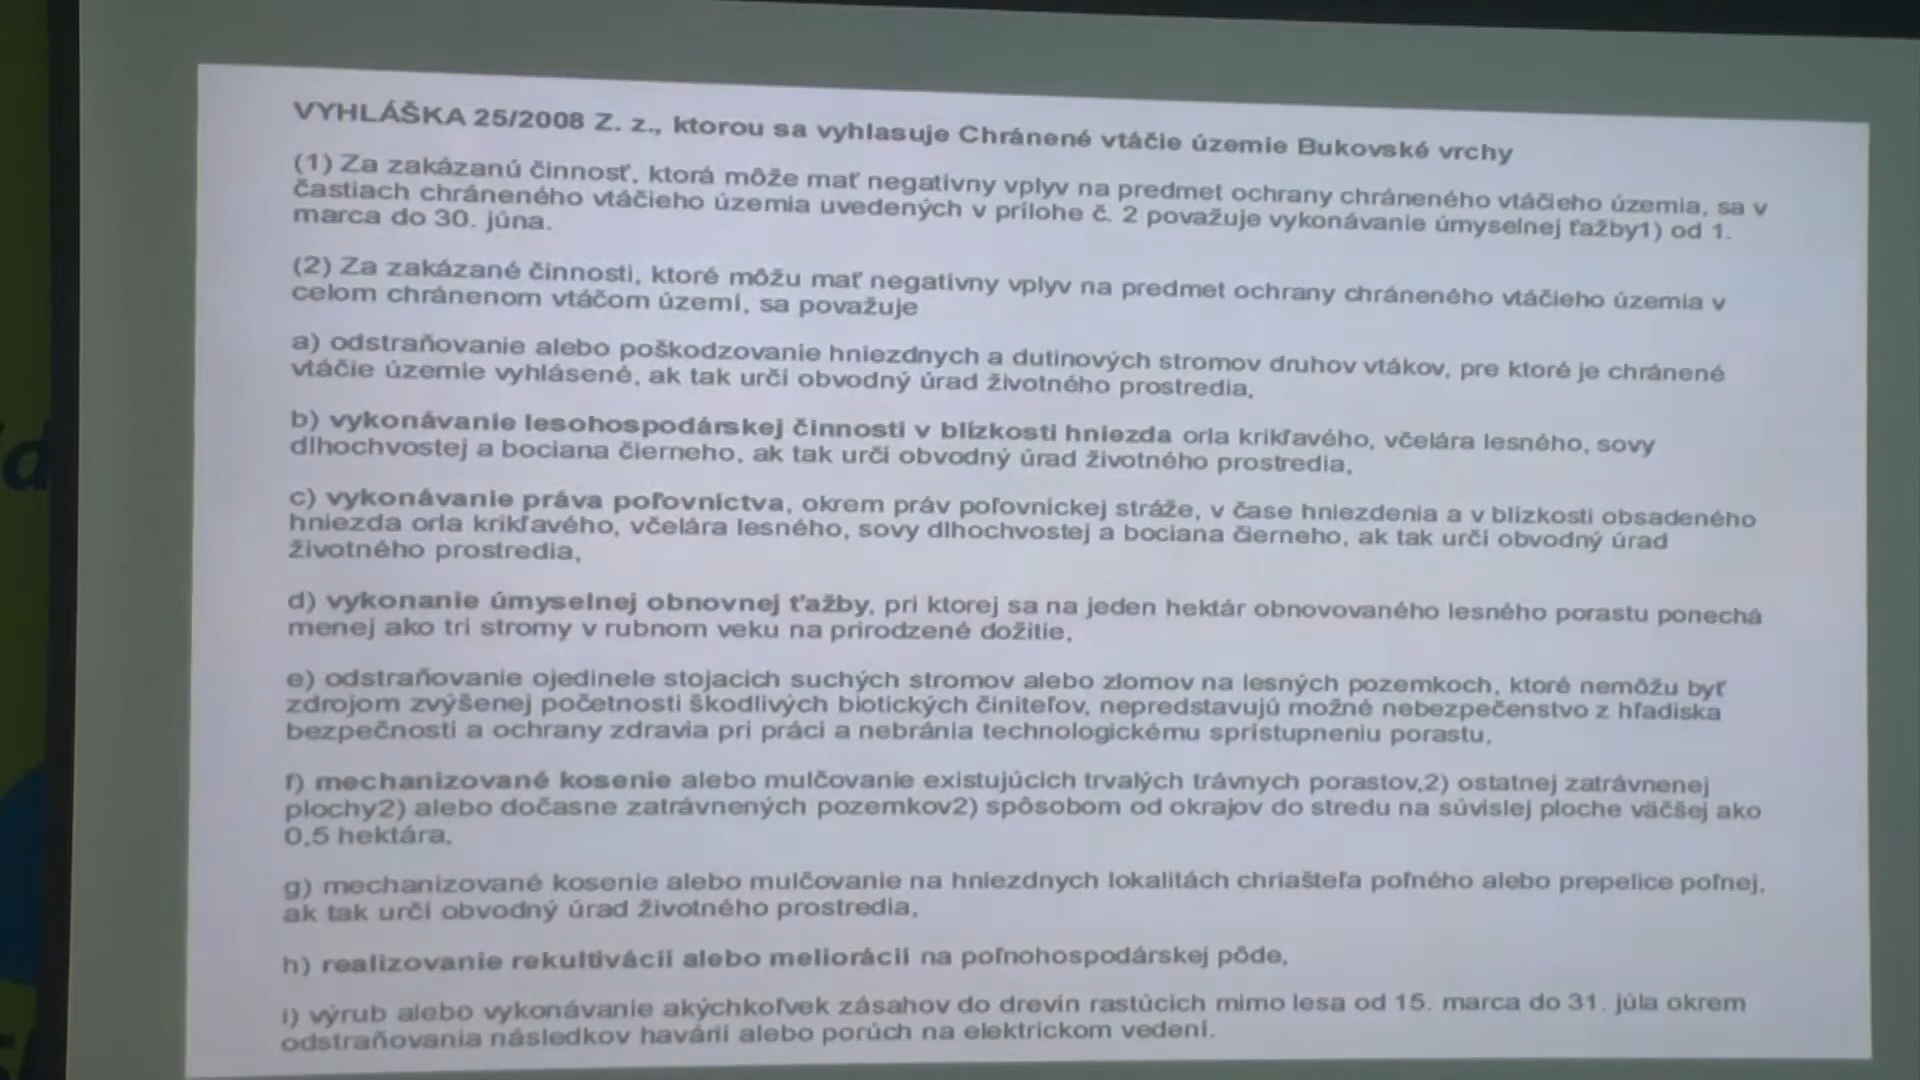 VYHLÁŠKA 25/2008 Z. z., ktorou sa vyhlasuje Chránené vtáčie územie Bukovské vrchy
(1) Za zakázanú činnosť, ktorá môže mať negatívny vplyv na predmet ochrany chráneného vtáčieho územia, sa v
častiach chráneného vtáčieho územia uvedených v prílohe č. 2 považuje vykonávanie úmyselnej ťažby1) od 1.
marca do 30. júna.
(2) Za zakázané činnosti, ktoré môžu mať negatívny vplyv na predmet ochrany chráneného vtáčieho územia v
celom chránenom vtáčom území, sa považuje
a) odstraňovanie alebo poškodzovanie hniezdnych a dutinových stromov druhov vtákov, pre ktoré je chránené
vtáčie územie vyhlásené, ak tak určí obvodný úrad životného prostredia,
b) vykonávanie lesohospodárskej činnosti v blízkosti hniezda orla krikľavého, včelára lesného, sovy
dlhochvostej a bociana čierneho, ak tak určí obvodný úrad životného prostredia,
c) vykonávanie práva poľovníctva, okrem práv poľovníckej stráže, v čase hniezdenia a v blízkosti obsadeného
hniezda orla krikľavého, včelára lesného, sovy dlhochvostej a bociana čierneho, ak tak určí obvodný úrad
životného prostredia,
d) vykonanie úmyselnej obnovnej ťažby, pri ktorej sa na jeden hektár obnovovaného lesného porastu ponechá
menej ako tri stromy v rubnom veku na prirodzené dožitie,
e) odstraňovanie ojedinele stojacich suchých stromov alebo zlomov na lesných pozemkoch, ktoré nemôžu byť
zdrojom zvýšenej početnosti škodlivých biotických činiteľov, nepredstavujú možné nebezpečenstvo z hľadiska
bezpečnosti a ochrany zdravia pri práci a nebránia technologickému sprístupneniu porastu,
f) mechanizované kosenie alebo mulčovanie existujúcich trvalých trávnych porastov,2) ostatnej zatrávnenej
plochy2) alebo dočasne zatrávnených pozemkov2) spôsobom od okrajov do stredu na súvislej ploche väčšej ako
0,5 hektára,
g) mechanizované kosenie alebo mulčovanie na hniezdnych lokalitách chriašteľa poľného alebo prepelice poľnej,
ak tak určí obvodný úrad životného prostredia,
h) realizovanie rekultivácií alebo meliorácií na poľnohospodárskej pôde,
i) výrub alebo vykonávanie akýchkoľvek zásahov do drevín rastúcich mimo lesa od 15. marca do 31. júla okrem
odstraňovania následkov havárií alebo porúch na elektrickom vedení.